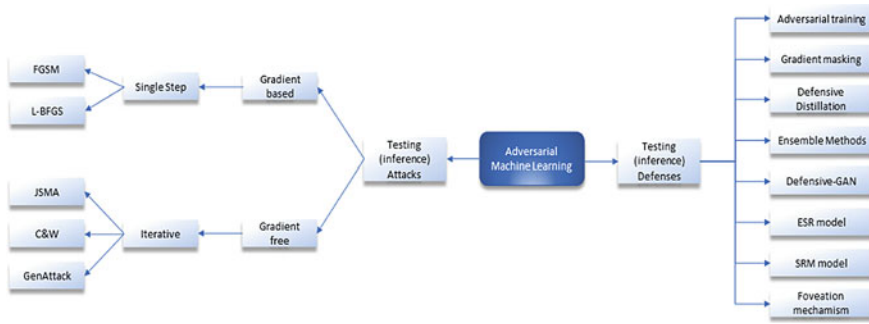 FGSM
L-BFGS
Single Step
Gradient
based
JSMA
C&W
GenAttack
Iterative
Gradient
free
Testing
(inference)
Attacks
Adversarial
Machine Learning
Testing
(inference)
Defenses
Adversarial training
Gradient masking
Defensive
Distillation
Ensemble Methods
Defensive-GAN
ESR model
SRM model
Foveation
mechamism